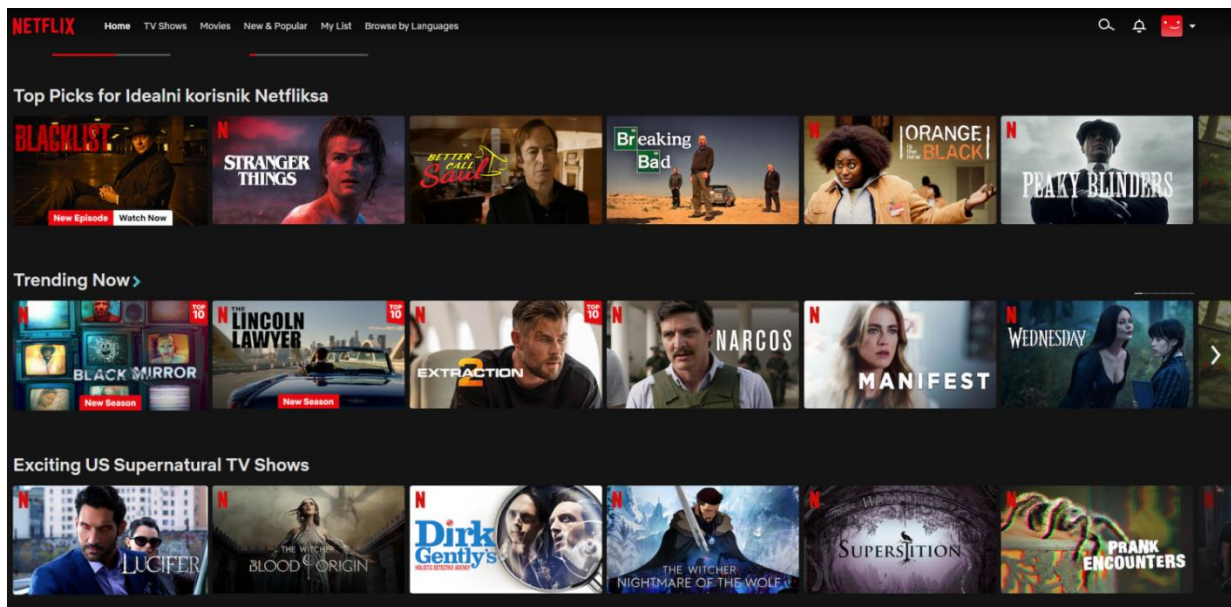 NETFLIX Home TV Shows Movies New & Popular My List Browse by Languages
Top Picks for Idealni korisnik Netfliksa
BLACKLIST
New Episode Watch Now
N
STRANGER
THINGS
BETTER
CALL
Saul
Breaking
Bad
N
ORANGE
is the new BLACK
N
PEAKY BLINDERS
Trending Now >
N
TOP
10
BLACK MIRROR
New Season
N
THE
LINCOLN
LAWYER
TOP
10
New Season
N
TOP
10
EXTRACTION
2
N
NARCOS
N
MANIFEST
N
WEDNESDAY
Exciting US Supernatural TV Shows
N
LUCIFER
N
THE WITCHER
BLOOD ORIGIN
N
Dirk
Gently's
HOLISTIC DETECTIVE AGENCY
N
THE WITCHER
NIGHTMARE OF THE WOLF
N
SUPERSTITION
N
PRANK
ENCOUNTERS